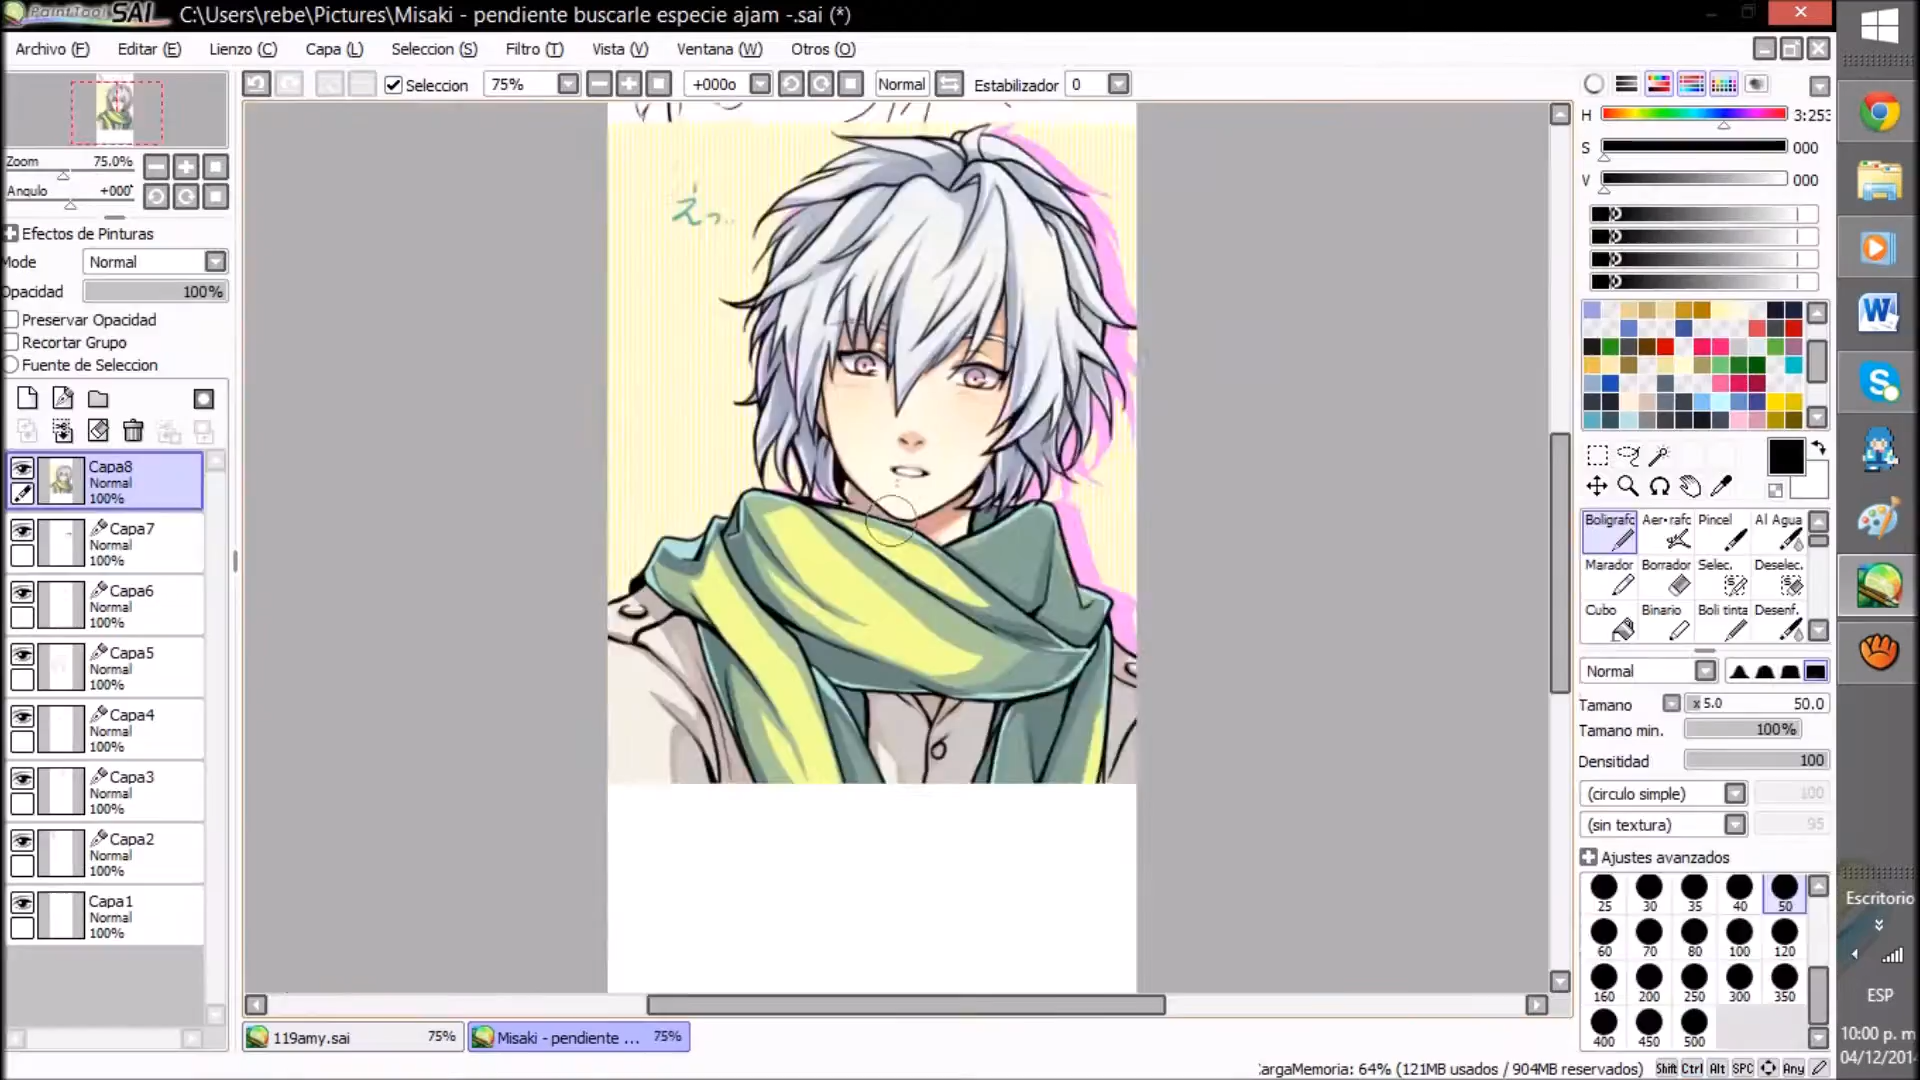 PaintTool SAI C:\Users\rebe\Pictures\Misaki - pendiente buscarle especie ajam -.sai (*)
Archivo (F) Editar (E) Lienzo (C) Capa (L) Seleccion (S) Filtro (T) Vista (V) Ventana (W) Otros (O)
Seleccion 75% +000o Normal Estabilizador 0
Zoom 75.0%
Angulo +000°
Efectos de Pinturas
Mode Normal
Opacidad 100%
Preservar Opacidad
Recortar Grupo
Fuente de Seleccion
Capa8
Normal
100%
Capa7
Normal
100%
Capa6
Normal
100%
Capa5
Normal
100%
Capa4
Normal
100%
Capa3
Normal
100%
Capa2
Normal
100%
Capa1
Normal
100%
えっ..
H 3:253
S 000
V 000
Boligrafo Aer·rafc Pincel Al Agua
Marador Borrador Selec. Deselec.
Cubo Binario Boli tinta Desenf.
Normal
Tamano x 5.0 50.0
Tamano min. 100%
Densitidad 100
(circulo simple) 100
(sin textura) 95
Ajustes avanzados
25 30 35 40 50
60 70 80 100 120
160 200 250 300 350
400 450 500
119amy.sai 75% Misaki - pendiente ... 75%
CargaMemoria: 64% (121MB usados / 904MB reservados) Shift Ctrl Alt SPC Any
Escritorio
ESP
10:00 p. m
04/12/201